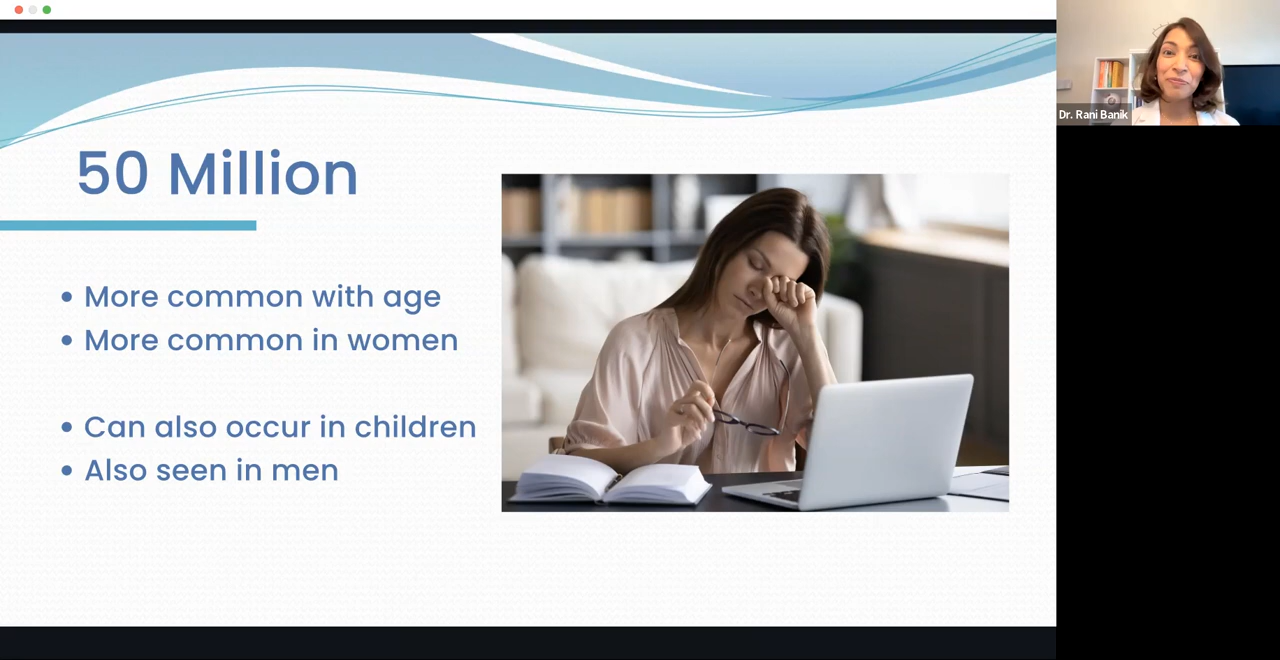 50 Million
• More common with age
• More common in women
• Can also occur in children
• Also seen in men
Dr. Rani Banik